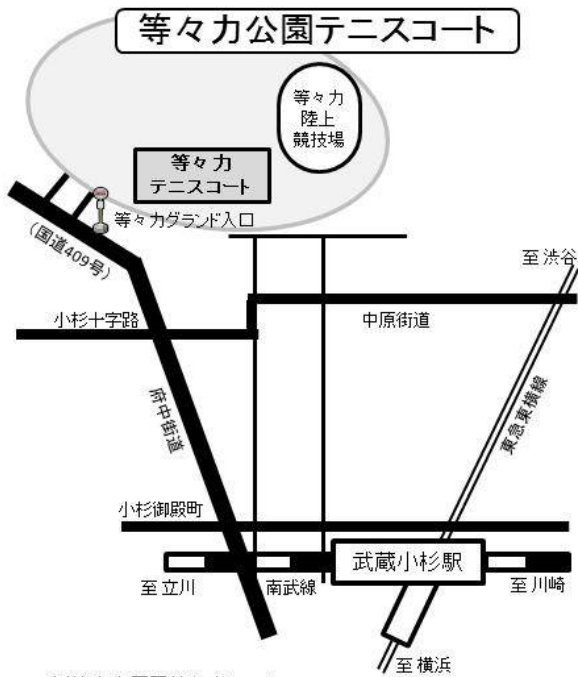 等々力公園テニスコート
等々力
陸上
競技場
等々力
テニスコート
等々力グランド入口
(国道409号)
至 渋谷
小杉十字路
中原街道
府中街道
東急東横線
小杉御殿町
武蔵小杉駅
至 立川
南武線
至 川崎
至 横浜